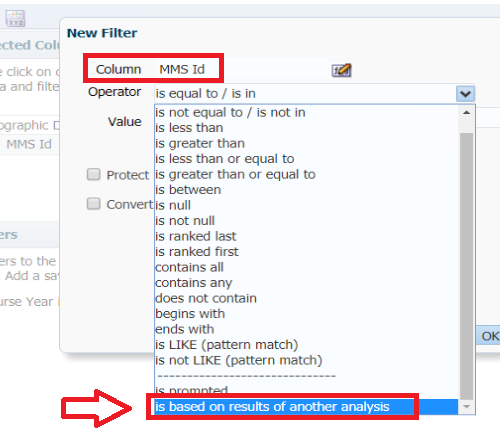 New Filter
ected Colu
Column MMS Id
e click on
a and filte
Operator is equal to / is in
Value
is not equal to / is not in
is less than
is greater than
is less than or equal to
is greater than or equal to
is between
is null
is not null
is ranked last
is ranked first
contains all
contains any
does not contain
begins with
ends with
is LIKE (pattern match)
is not LIKE (pattern match)
------------------------------
is prompted
is based on results of another analysis
ographic D
MMS Id
Protect
Convert
ers
ers to the
. Add a sav
urse Year
OK